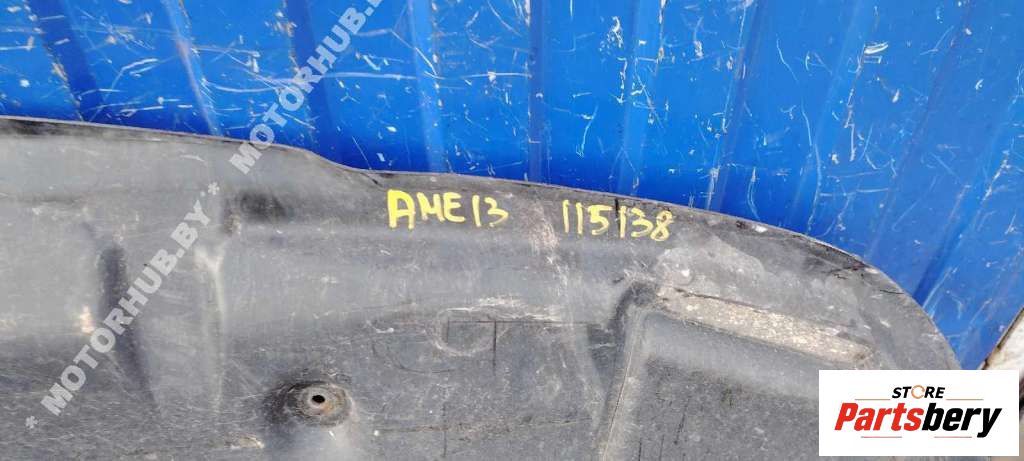 * MOTORHUB.BY * MOTORHUB.BY
AME13 115138
STORE
Partsbery